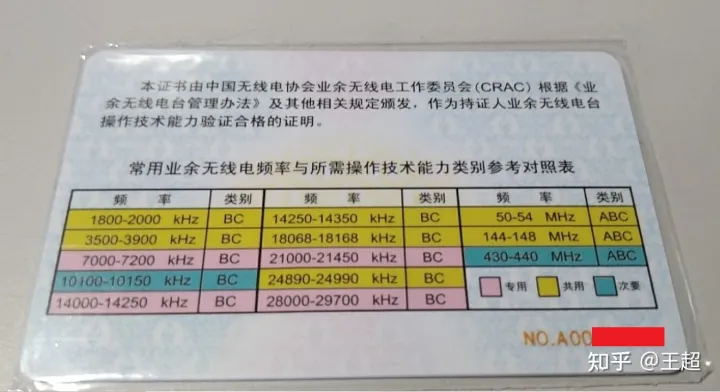 本证书由中国无线电协会业余无线电工作委员会(CRAC)根据《业
余无线电台管理办法》及其他相关规定颁发，作为持证人业余无线电台
操作技术能力验证合格的证明。
常用业余无线电频率与所需操作技术能力类别参考对照表
频 率 类别 频 率 类别 频 率 类别
1800-2000 kHz BC 14250-14350 kHz BC 50-54 MHz ABC
3500-3900 kHz BC 18068-18168 kHz BC 144-148 MHz ABC
7000-7200 kHz BC 21000-21450 kHz BC 430-440 MHz ABC
10100-10150 kHz BC 24890-24990 kHz BC 专用 共用 次要
14000-14250 kHz BC 28000-29700 kHz BC
NO.A00
知乎 @王超